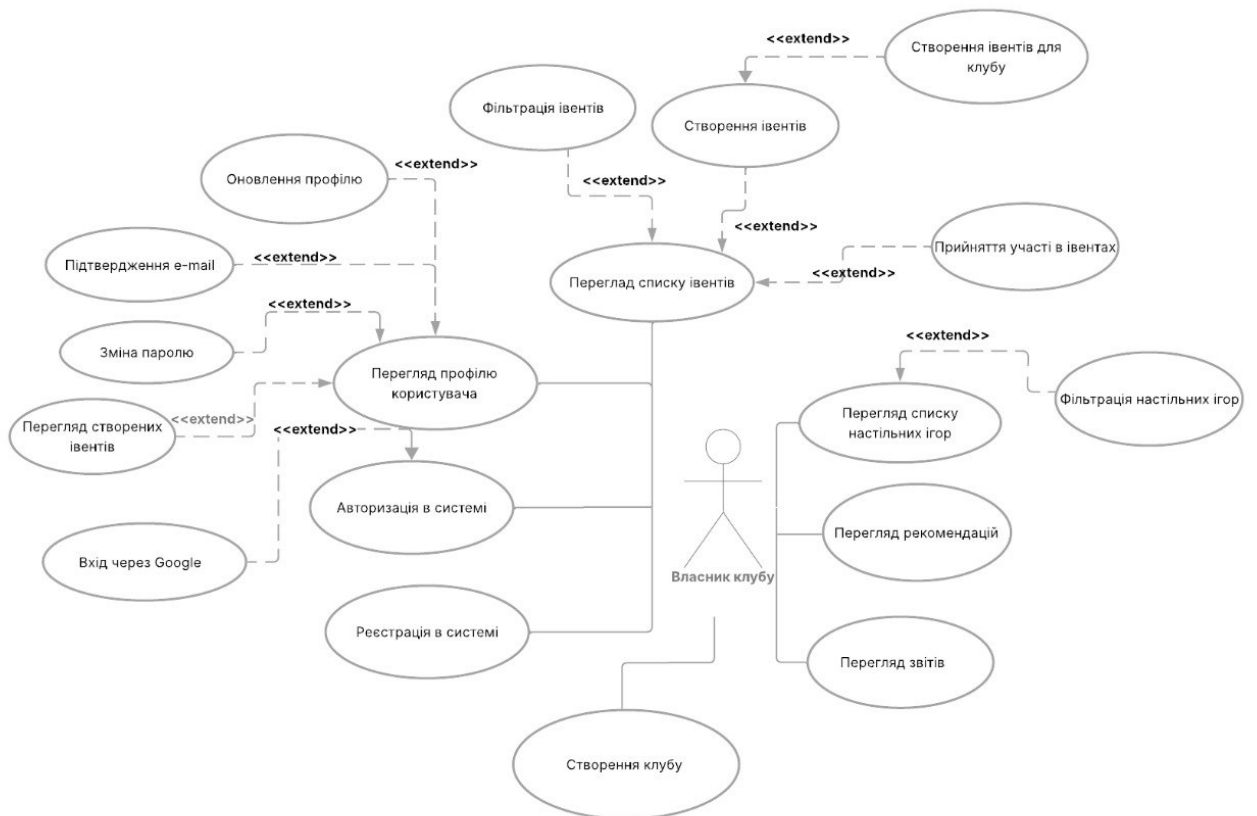 <<extend>>
Створення івентів для
клубу
Фільтрація івентів
Створення івентів
<<extend>>
Оновлення профілю
<<extend>>
<<extend>>
Підтвердження e-mail
<<extend>>
Переглад списку івентів
<<extend>>
Прийняття участі в івентах
<<extend>>
Зміна паролю
<<extend>>
Перегляд профілю
користувача
Перегляд створених
івентів
<<extend>>
<<extend>>
<<extend>>
Перегляд списку
настільних ігор
Фільтрація настільних ігор
Авторизація в системі
Вхід через Google
Перегляд рекомендацій
Власник клубу
Реєстрація в системі
Перегляд звітів
Створення клубу